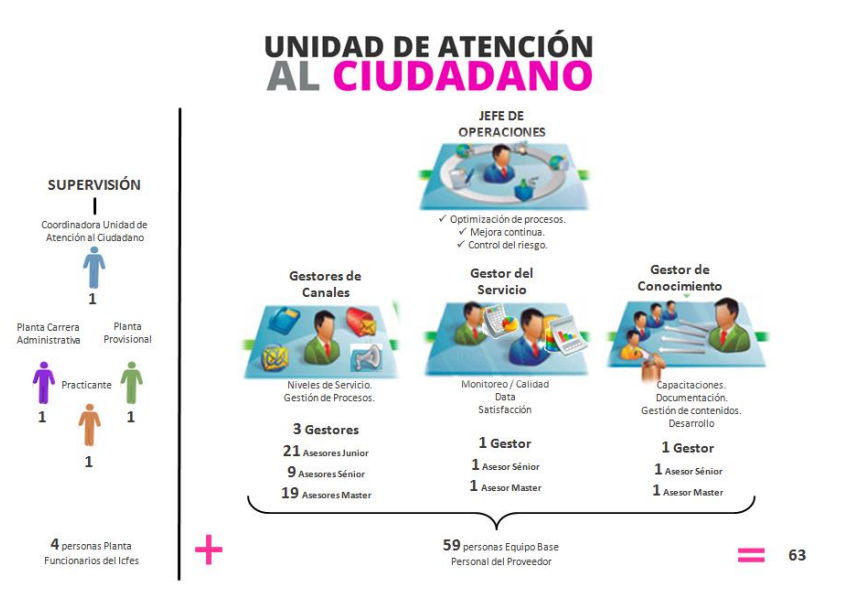 UNIDAD DE ATENCIÓN
AL CIUDADANO
SUPERVISIÓN
Coordinadora Unidad de
Atención al Ciudadano
1
Planta Carrera
Administrativa
1
Planta
Provisional
1
Practicante
1
4 personas Planta
Funcionarios del Icfes
+
JEFE DE
OPERACIONES
✓ Optimización de procesos.
✓ Mejora continua.
✓ Control del riesgo.
Gestores de
Canales
Niveles de Servicio.
Gestión de Procesos.
3 Gestores
21 Asesores Junior
9 Asesores Sénior
19 Asesores Master
Gestor del
Servicio
Monitoreo / Calidad
Data
Satisfacción
1 Gestor
1 Asesor Sénior
1 Asesor Master
Gestor de
Conocimiento
Capacitaciones.
Documentación.
Gestión de contenidos.
Desarrollo
1 Gestor
1 Asesor Sénior
1 Asesor Master
59 personas Equipo Base
Personal del Proveedor
=
63